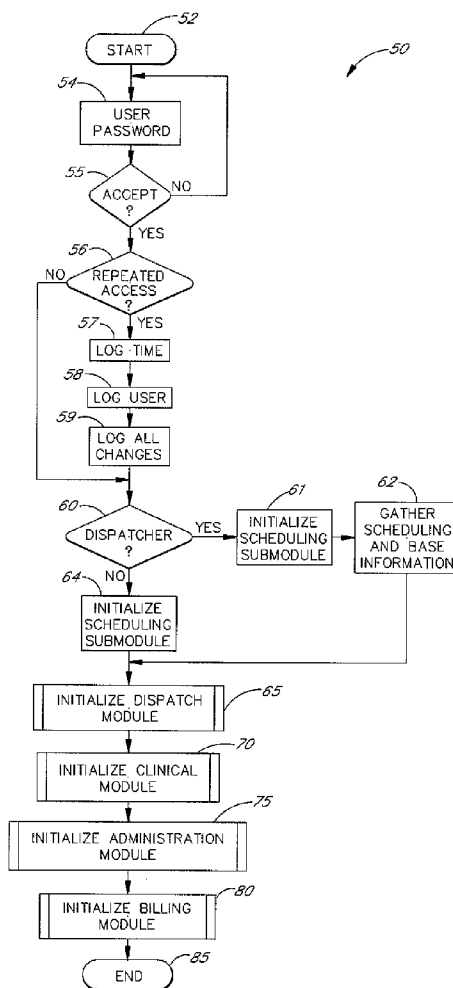 52
START
50
54
USER
PASSWORD
55
ACCEPT
?
NO
YES
56
NO
REPEATED
ACCESS
?
YES
57
LOG TIME
58
LOG USER
59
LOG ALL
CHANGES
60
DISPATCHER
?
YES
61
INITIALIZE
SCHEDULING
SUBMODULE
62
GATHER
SCHEDULING
AND BASE
INFORMATION
NO
64
INITIALIZE
SCHEDULING
SUBMODULE
65
INITIALIZE DISPATCH
MODULE
70
INITIALIZE CLINICAL
MODULE
75
INITIALIZE ADMINISTRATION
MODULE
80
INITIALIZE BILLING
MODULE
END
85